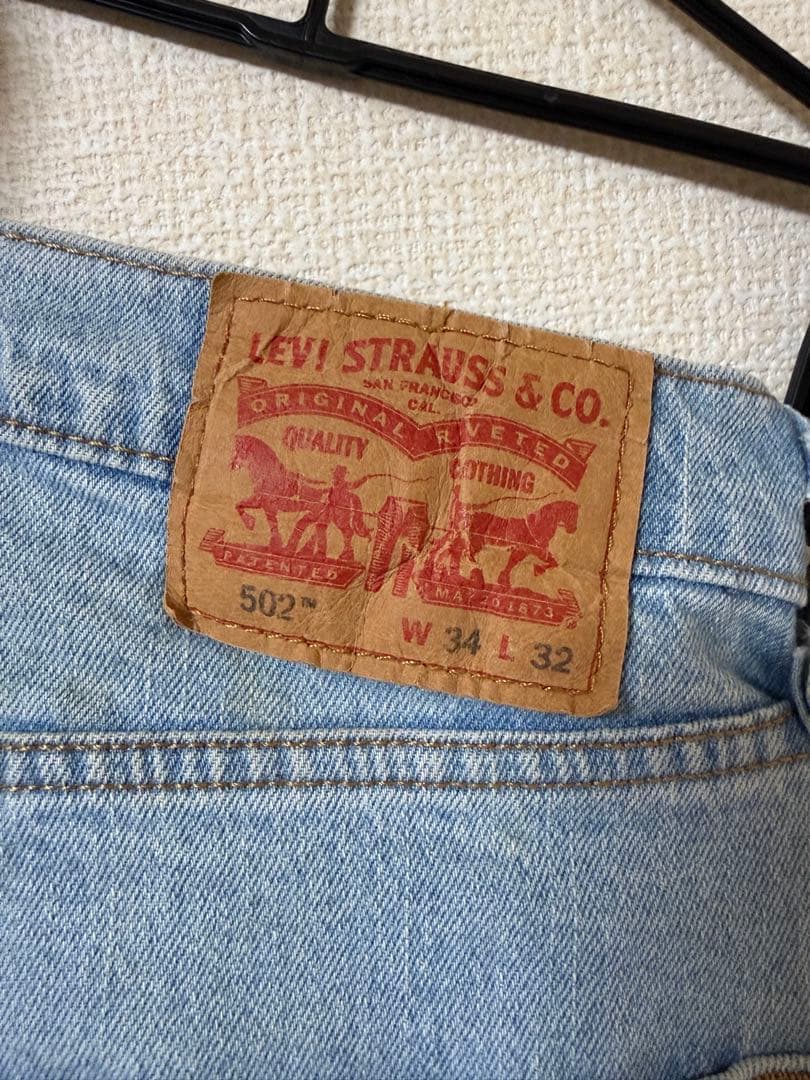 LEVI STRAUSS & CO.
SAN FRANCISCO
CAL.
ORIGINAL RIVETED
QUALITY CLOTHING
PATENTED MAY 20 1873
502™
W 34 L 32